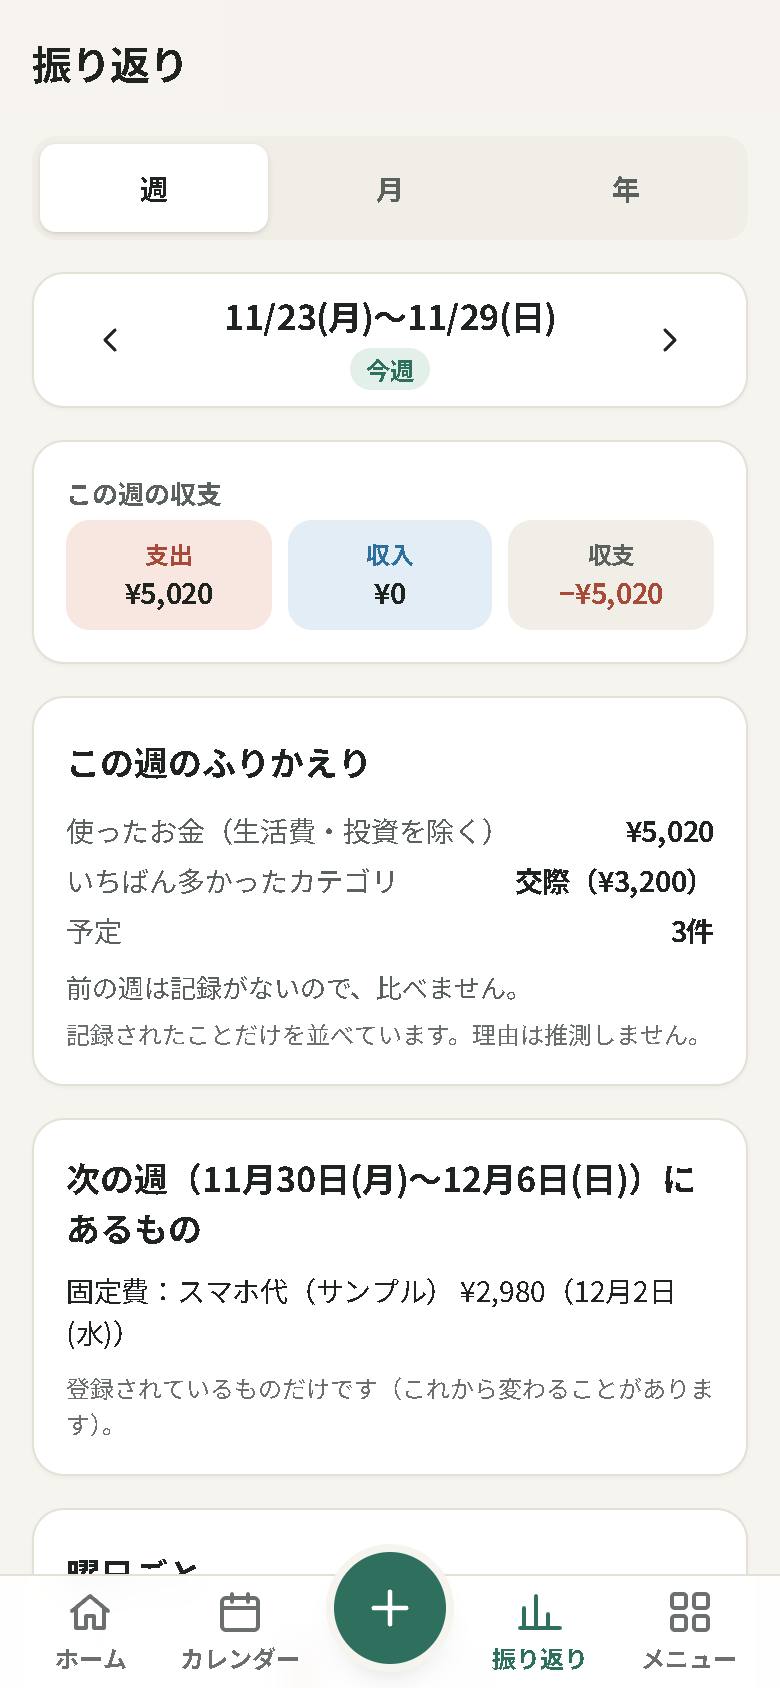 振り返り
週
月
年
11/23(月)〜11/29(日)
今週
この週の収支
支出
¥5,020
収入
¥0
収支
−¥5,020
この週のふりかえり
使ったお金（生活費・投資を除く） ¥5,020
いちばん多かったカテゴリ 交際（¥3,200）
予定 3件
前の週は記録がないので、比べません。
記録されたことだけを並べています。理由は推測しません。
次の週（11月30日(月)〜12月6日(日)）に
あるもの
固定費：スマホ代（サンプル） ¥2,980（12月2日
(水)）
登録されているものだけです（これから変わることがありま
す）。
曜日ごと
ホーム
カレンダー
振り返り
メニュー